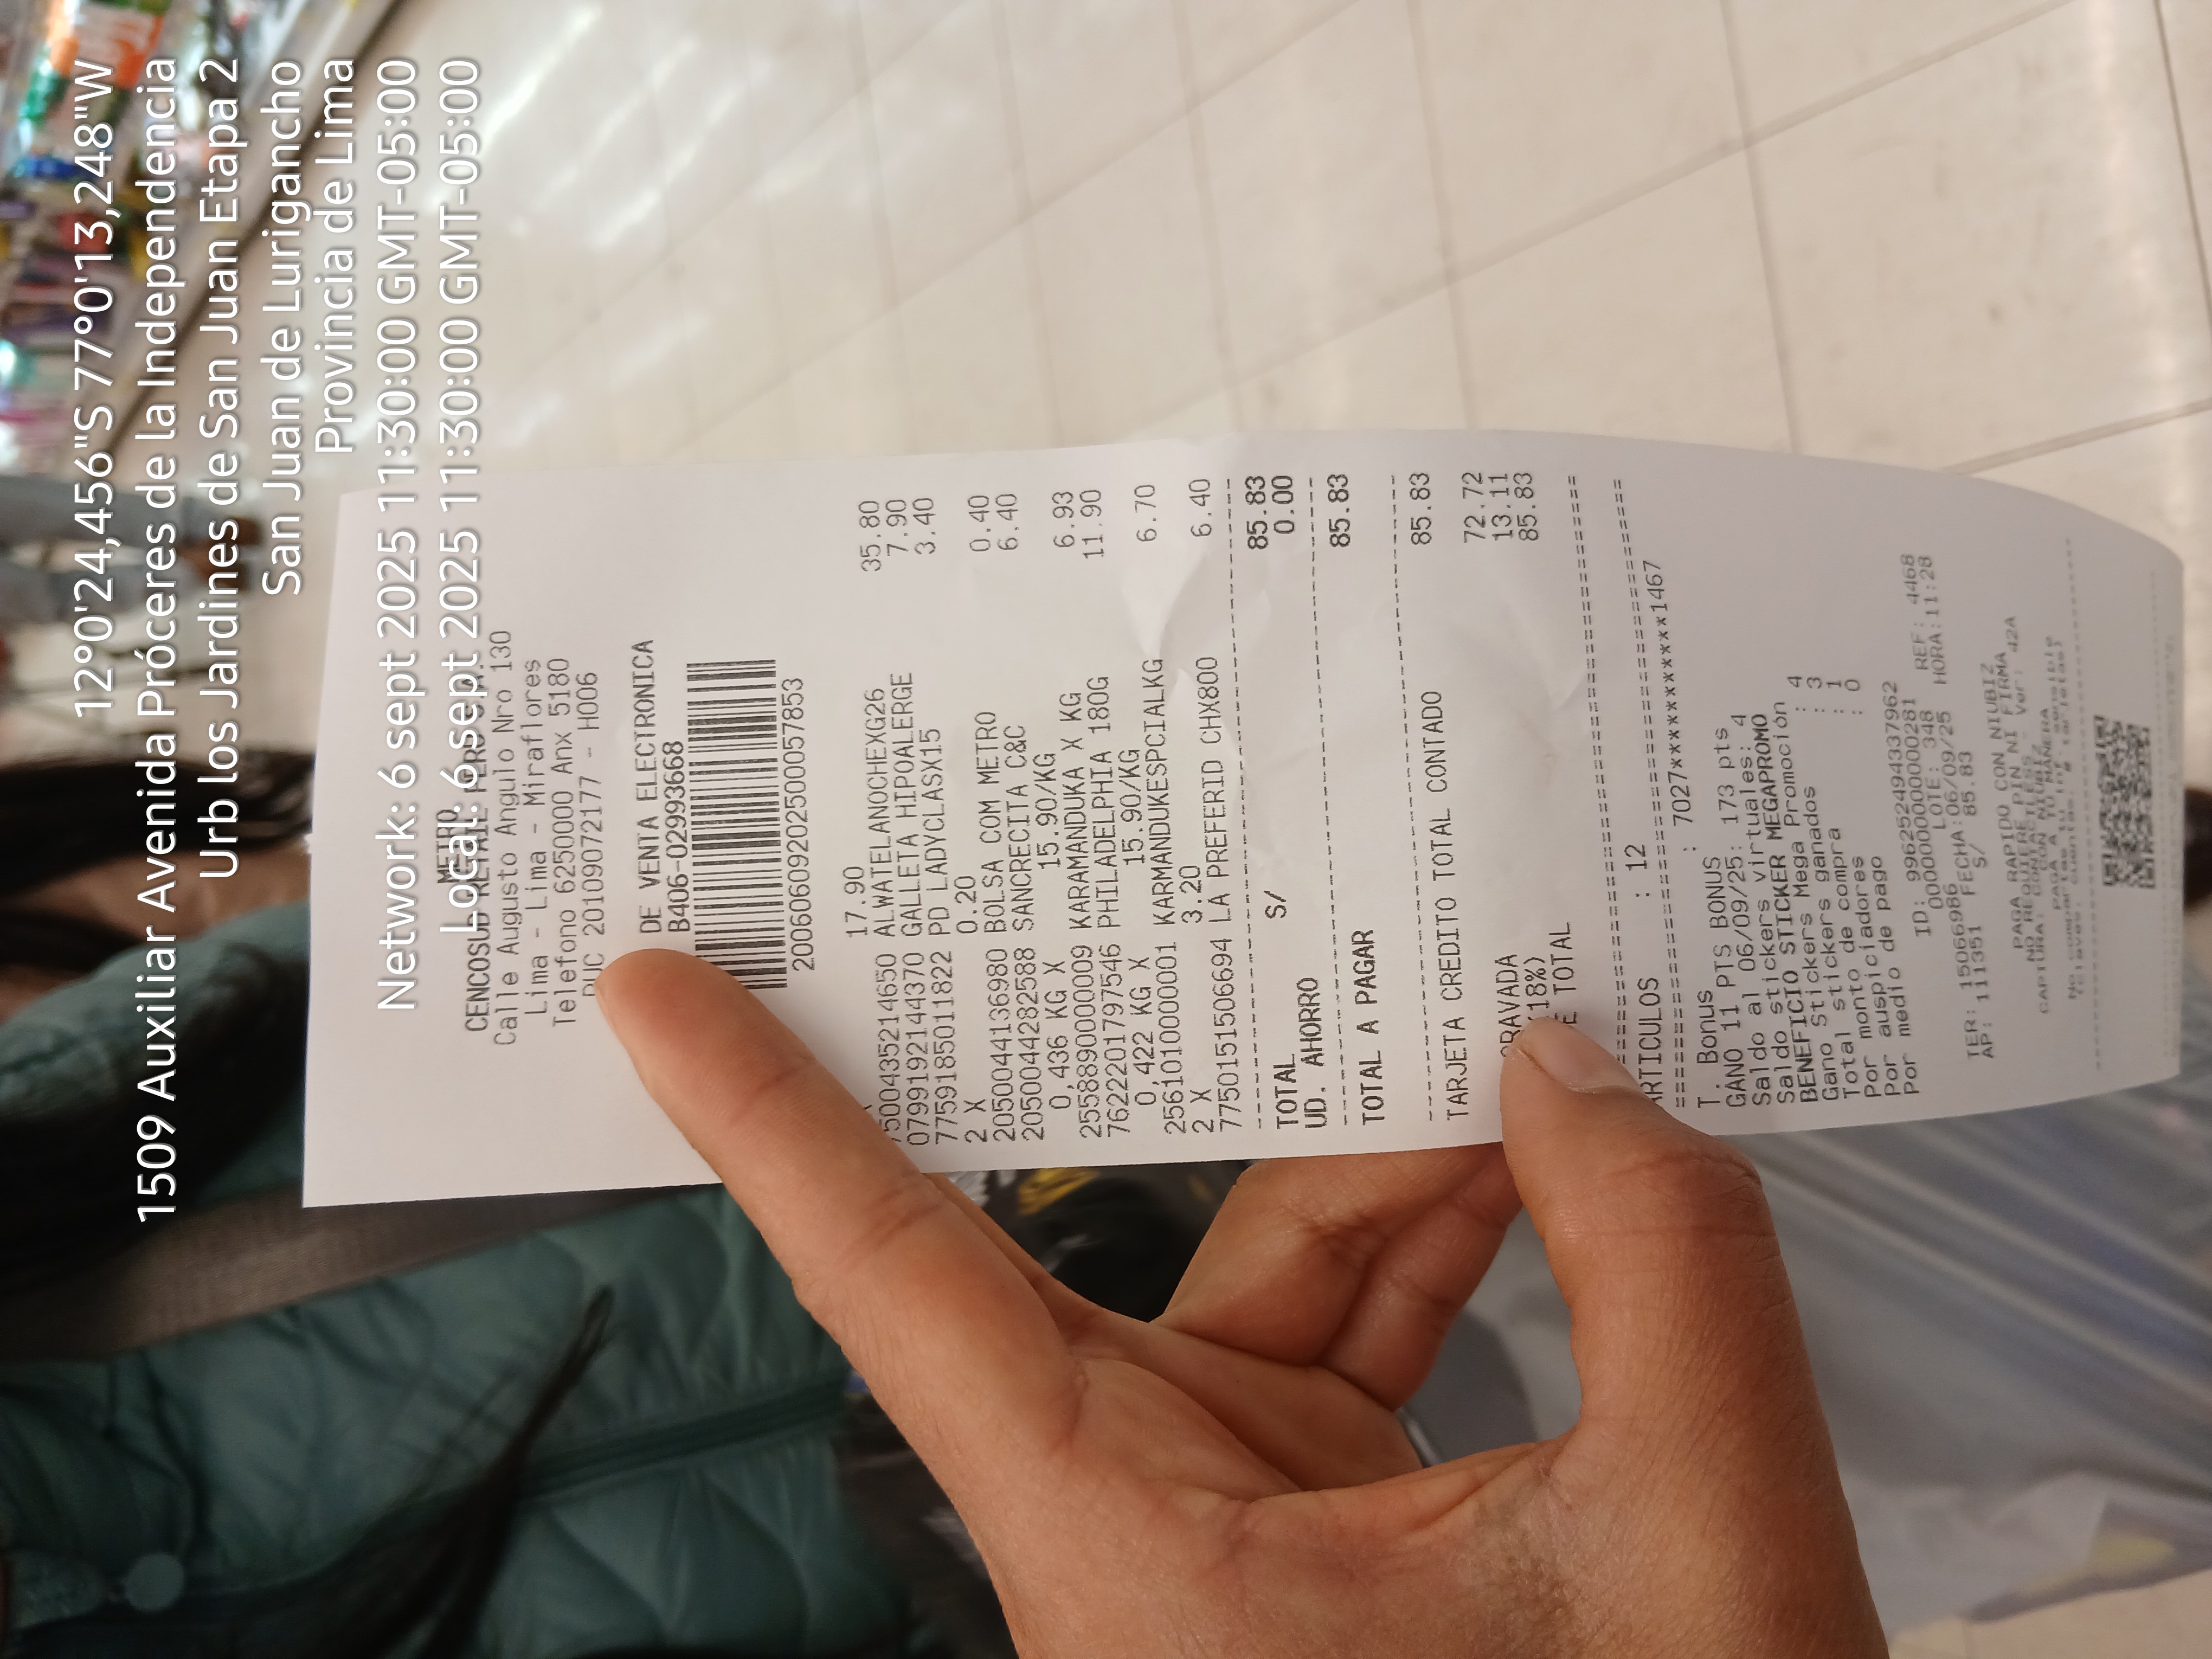 12°0'24,456"S 77°0'13,248"W
1509 Auxiliar Avenida Próceres de la Independencia
Urb los Jardines de San Juan Etapa 2
San Juan de Lurigancho
Provincia de Lima
Network: 6 sept 2025 11:30:00 GMT-05:00
Local: 6 sept 2025 11:30:00 GMT-05:00
METRO
CENCOSUD RETAIL PERU S.A.
Calle Augusto Angulo Nro 130
Lima - Lima - Miraflores
Telefono 6250000 Anx 5180
RUC 20109072177 - H006
DE VENTA ELECTRONICA
B406-02993668
20060609202500057853
X 17.90
7500435214650 ALWATELANOCHEXG26 35.80
0799192144370 GALLETA HIPOALERGE 7.90
7759185011822 PD LADYCLASX15 3.40
2 X 0.20
2050044136980 BOLSA COM METRO 0.40
2050044282588 SANCRECITA C&C 6.40
0,436 KG X 15.90/KG
2558890000009 KARAMANDUKA X KG 6.93
7622201797546 PHILADELPHIA 180G 11.90
0,422 KG X 15.90/KG
2561010000001 KARMANDUKESPCIALKG 6.70
2 X 3.20
7750151506694 LA PREFERID CHX800 6.40
TOTAL S/ 85.83
UD. AHORRO 0.00
TOTAL A PAGAR 85.83
TARJETA CREDITO TOTAL CONTADO 85.83
GRAVADA 72.72
(18%) 13.11
E TOTAL 85.83
ARTICULOS : 12
T. Bonus : 7027***********1467
GANO 11 PTS BONUS
Saldo al 06/09/25: 173 pts
Saldo stickers virtuales: 4
BENEFICIO STICKER MEGAPROMO
Gano Stickers Mega Promoción
Total stickers ganados : 4
Por monto de compra : 3
Por auspiciadores : 1
Por medio de pago : 0
ID: 996252494337962
0000000000000281
TER: 15066986 LOTE: 348 REF: 4468
AP: 111351 FECHA:06/09/25 HORA:11:28
S/ 85.83
PAGA RAPIDO CON NIUBIZ
NO REQUIERE PIN NI FIRMA
CAPTURA: CONTACTLESS - Ver: 42A
CON NIUBIZ
PAGA A TU MANERA
No compartas tu inf. sensible
(claves, cuentas, # tarjetas)